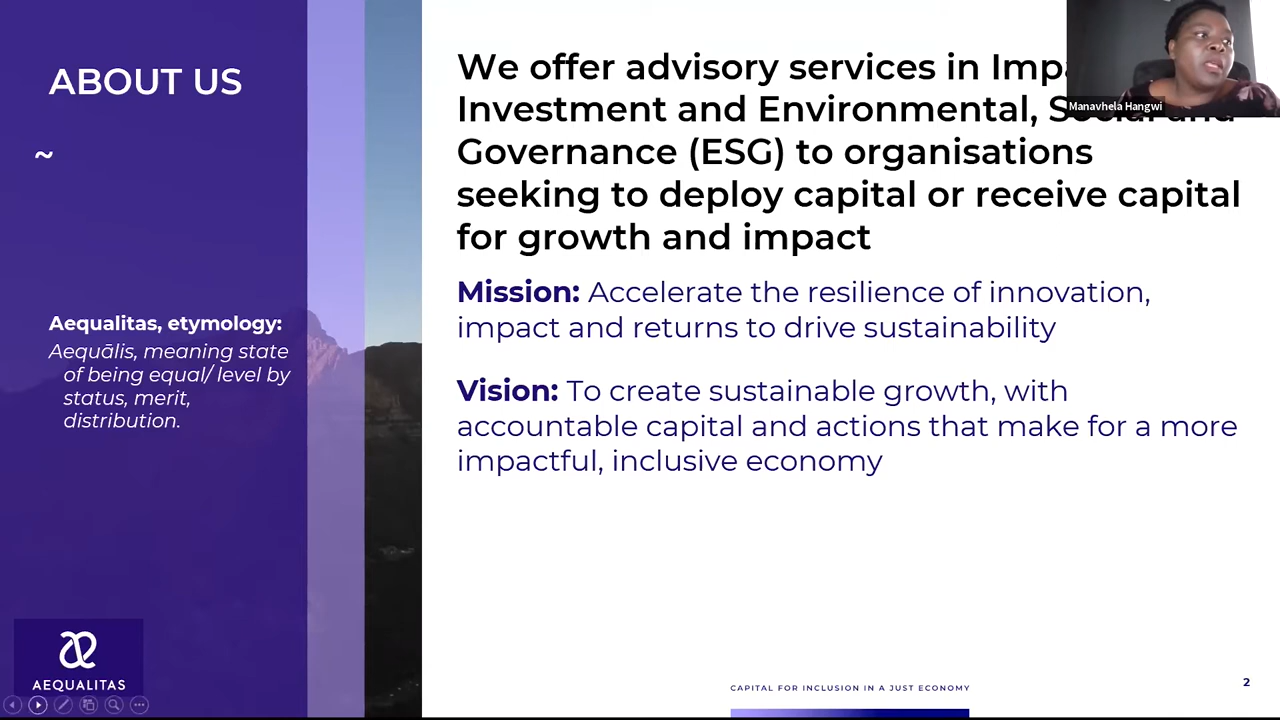 ABOUT US
~
Aequalitas, etymology:
Aequālis, meaning state
of being equal/ level by
status, merit,
distribution.
AEQUALITAS
We offer advisory services in
Investment and Environmental,
Governance (ESG) to organisations
seeking to deploy capital or receive capital
for growth and impact
Mission: Accelerate the resilience of innovation,
impact and returns to drive sustainability
Vision: To create sustainable growth, with
accountable capital and actions that make for a more
impactful, inclusive economy
Manavhela Hangwi
CAPITAL FOR INCLUSION IN A JUST ECONOMY
2